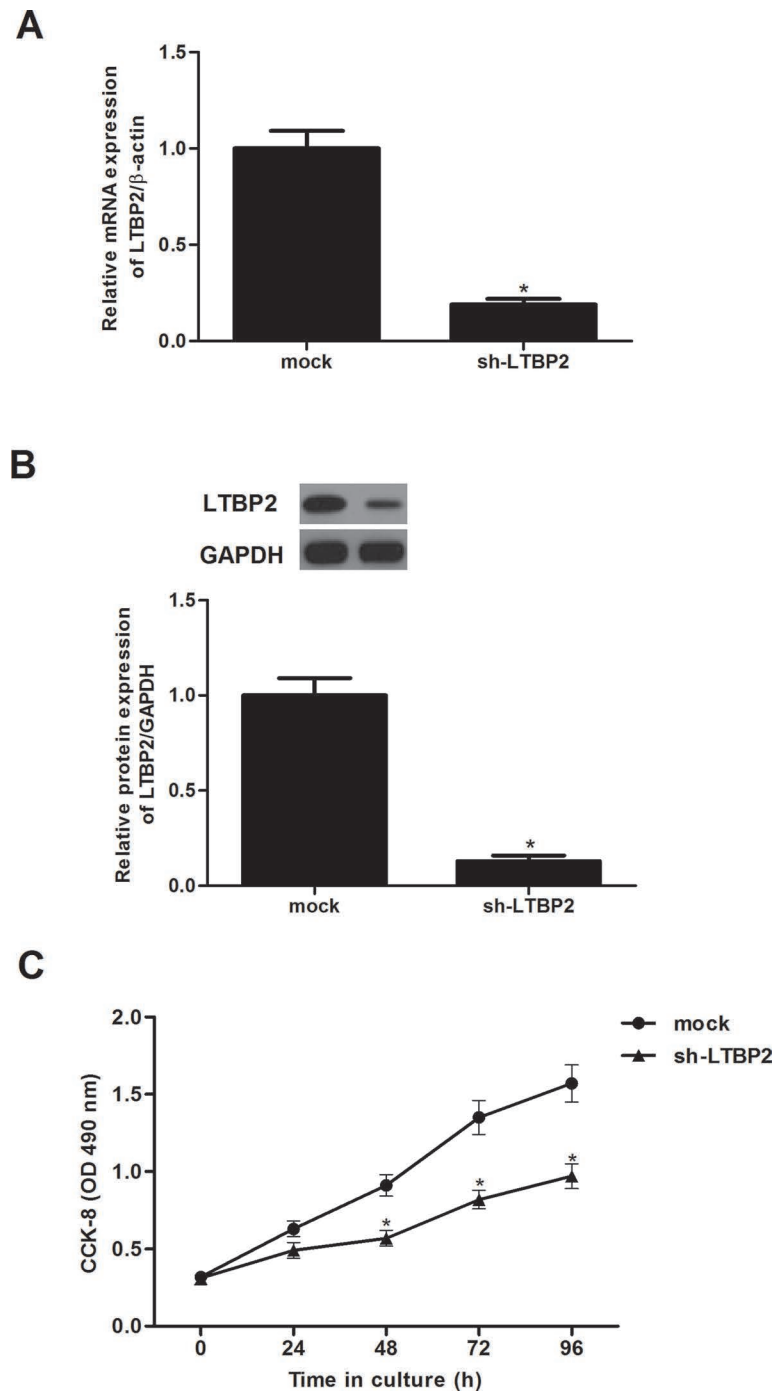 A
Relative mRNA expression
of LTBP2/β-actin
1.5
1.0
0.5
0.0
*
mock
sh-LTBP2
B
LTBP2
GAPDH
Relative protein expression
of LTBP2/GAPDH
1.5
1.0
0.5
0.0
*
mock
sh-LTBP2
C
CCK-8 (OD 490 nm)
2.0
1.5
1.0
0.5
0.0
*
*
*
0
24
48
72
96
Time in culture (h)
mock
sh-LTBP2